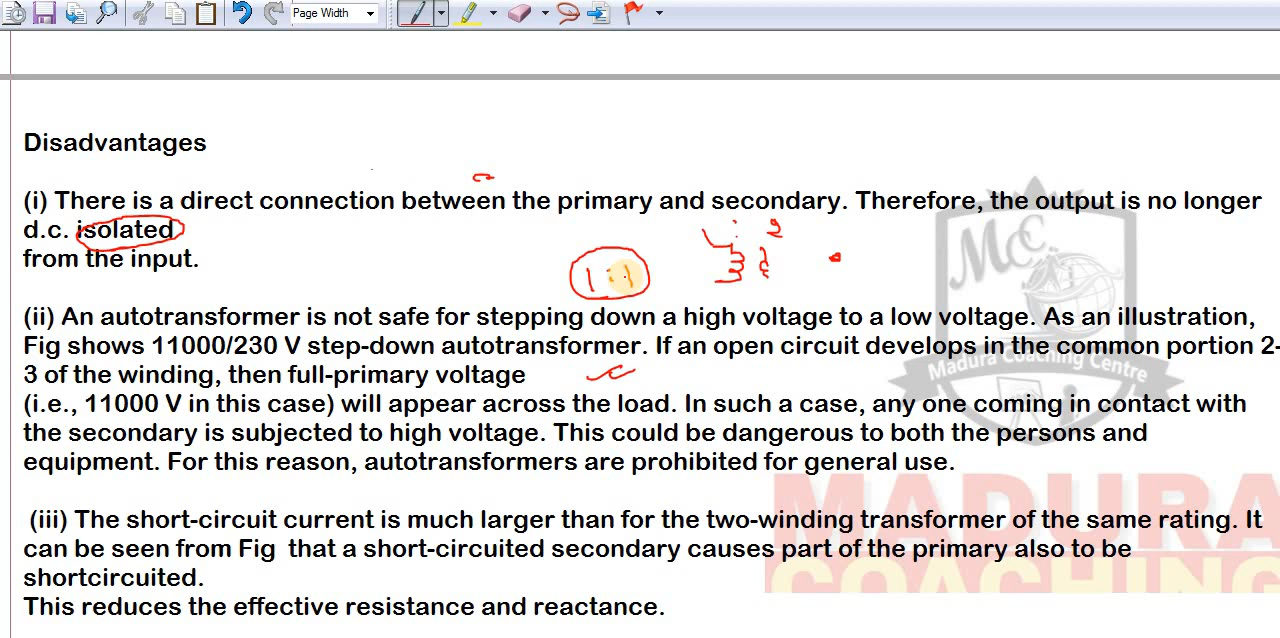 Page Width
Disadvantages
(i) There is a direct connection between the primary and secondary. Therefore, the output is no longer
d.c. isolated
from the input.
1:1
(ii) An autotransformer is not safe for stepping down a high voltage to a low voltage. As an illustration,
Fig shows 11000/230 V step-down autotransformer. If an open circuit develops in the common portion 2-
3 of the winding, then full-primary voltage
(i.e., 11000 V in this case) will appear across the load. In such a case, any one coming in contact with
the secondary is subjected to high voltage. This could be dangerous to both the persons and
equipment. For this reason, autotransformers are prohibited for general use.
(iii) The short-circuit current is much larger than for the two-winding transformer of the same rating. It
can be seen from Fig that a short-circuited secondary causes part of the primary also to be
shortcircuited.
This reduces the effective resistance and reactance.
MCC
Madura Coaching Centre
MADURA
COACHING